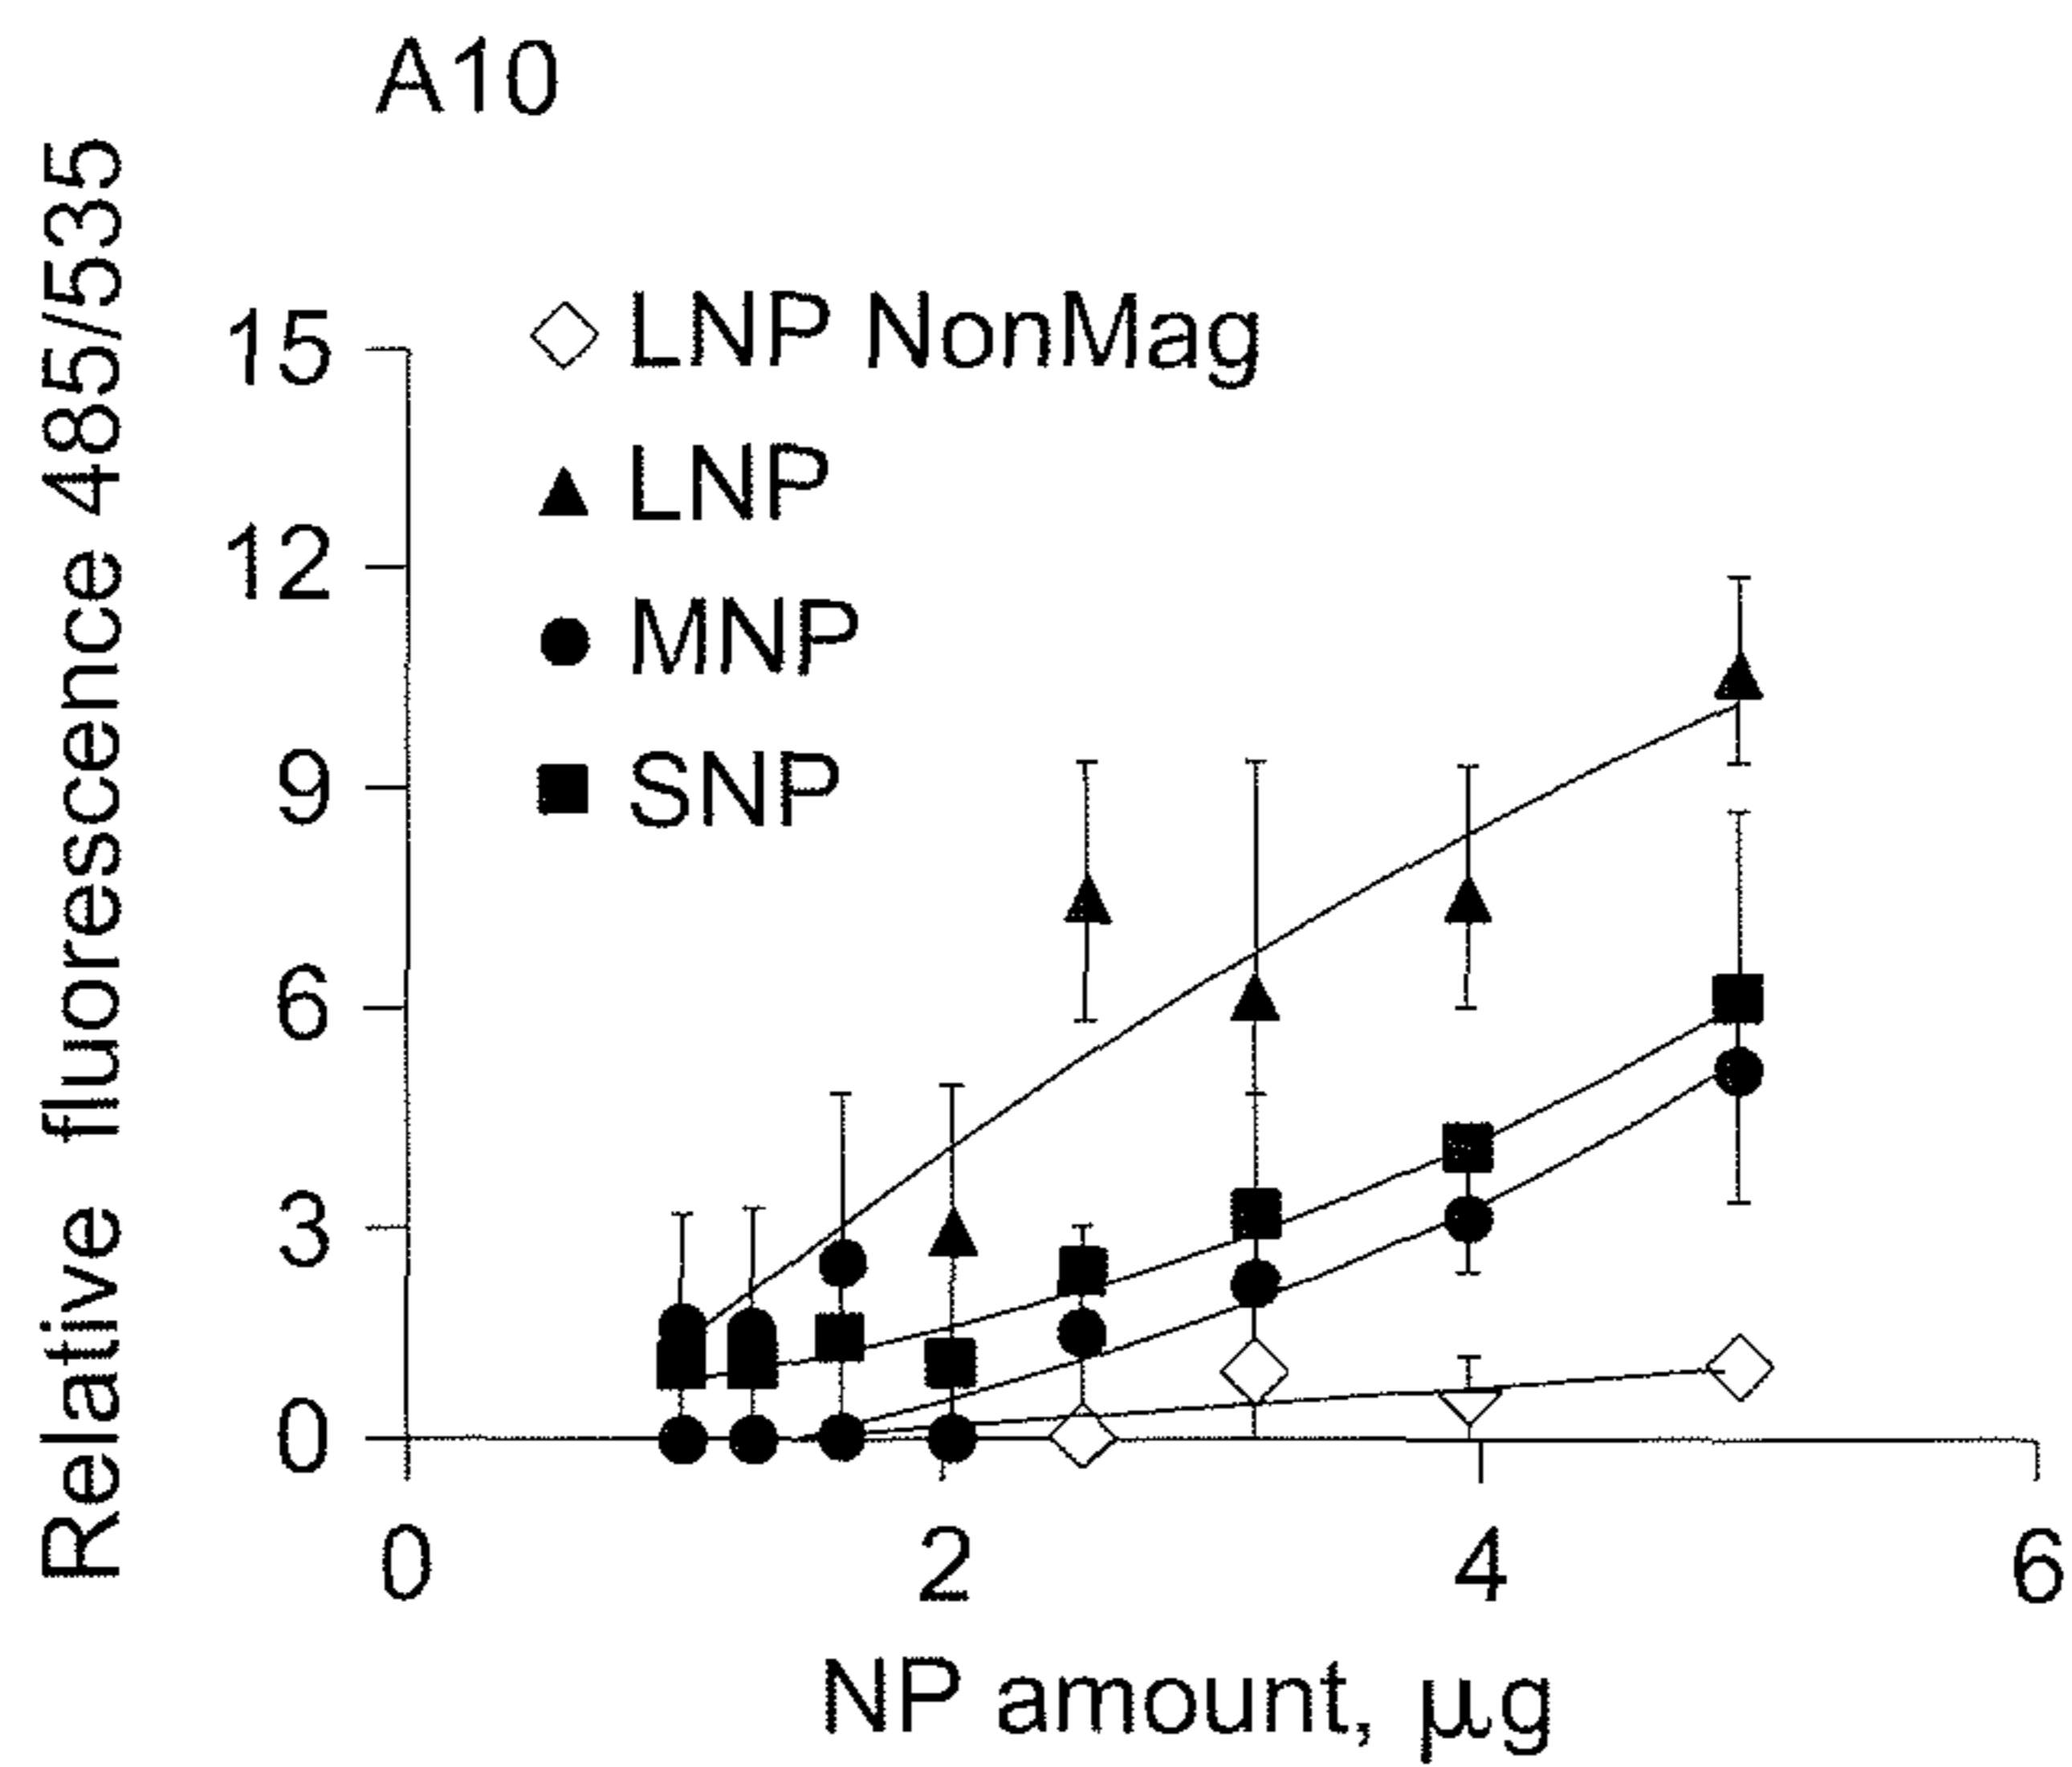 A10
Relative fluorescence 485/535
15
12
9
6
3
0
LNP NonMag
LNP
MNP
SNP
0 2 4 6
NP amount, µg